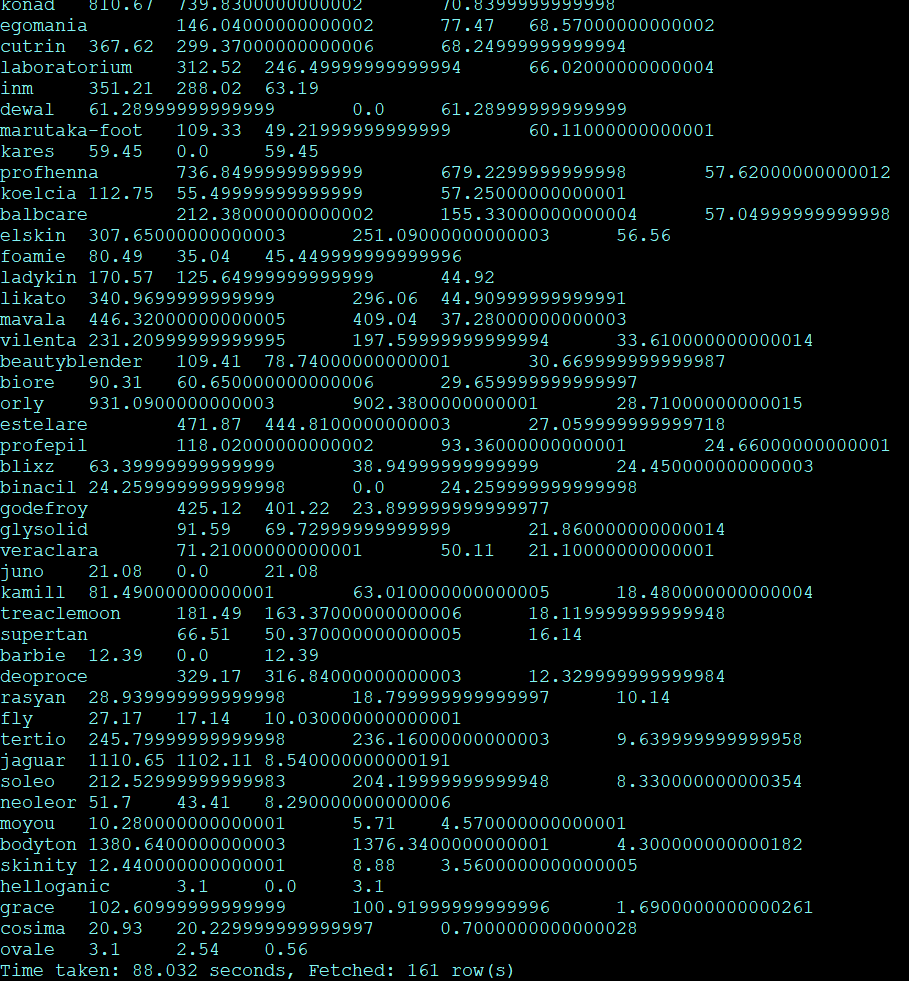 konad 810.67 739.83000000000002 70.8399999999998
egomania 146.04000000000002 77.47 68.57000000000002
cutrin 367.62 299.37000000000006 68.24999999999994
laboratorium 312.52 246.49999999999994 66.02000000000004
inm 351.21 288.02 63.19
dewal 61.28999999999999 0.0 61.28999999999999
marutaka-foot 109.33 49.21999999999999 60.11000000000001
kares 59.45 0.0 59.45
profhenna 736.8499999999999 679.2299999999998 57.62000000000012
koelcia 112.75 55.49999999999999 57.25000000000001
balbcare 212.38000000000002 155.33000000000004 57.04999999999998
elskin 307.65000000000003 251.09000000000003 56.56
foamie 80.49 35.04 45.449999999999996
ladykin 170.57 125.64999999999999 44.92
likato 340.9699999999999 296.06 44.90999999999991
mavala 446.32000000000005 409.04 37.28000000000003
vilenta 231.20999999999995 197.59999999999994 33.610000000000014
beautyblender 109.41 78.74000000000001 30.669999999999987
biore 90.31 60.650000000000006 29.659999999999997
orly 931.0900000000003 902.3800000000001 28.71000000000015
estelare 471.87 444.8100000000003 27.059999999999718
profepil 118.02000000000002 93.36000000000001 24.66000000000001
blixz 63.39999999999999 38.94999999999999 24.450000000000003
binacil 24.259999999999998 0.0 24.259999999999998
godefroy 425.12 401.22 23.899999999999977
glysolid 91.59 69.72999999999999 21.860000000000014
veraclara 71.21000000000001 50.11 21.10000000000001
juno 21.08 0.0 21.08
kamill 81.49000000000001 63.010000000000005 18.480000000000004
treaclemoon 181.49 163.37000000000006 18.119999999999948
supertan 66.51 50.370000000000005 16.14
barbie 12.39 0.0 12.39
deoproce 329.17 316.84000000000003 12.329999999999984
rasyan 28.939999999999998 18.799999999999997 10.14
fly 27.17 17.14 10.030000000000001
tertio 245.79999999999998 236.16000000000003 9.639999999999958
jaguar 1110.65 1102.11 8.540000000000191
soleo 212.52999999999983 204.19999999999948 8.330000000000354
neoleor 51.7 43.41 8.290000000000006
moyou 10.280000000000001 5.71 4.570000000000001
bodyton 1380.6400000000003 1376.3400000000001 4.300000000000182
skinity 12.440000000000001 8.88 3.5600000000000005
helloganic 3.1 0.0 3.1
grace 102.60999999999999 100.91999999999996 1.6900000000000261
cosima 20.93 20.229999999999997 0.7000000000000028
ovale 3.1 2.54 0.56
Time taken: 88.032 seconds, Fetched: 161 row(s)